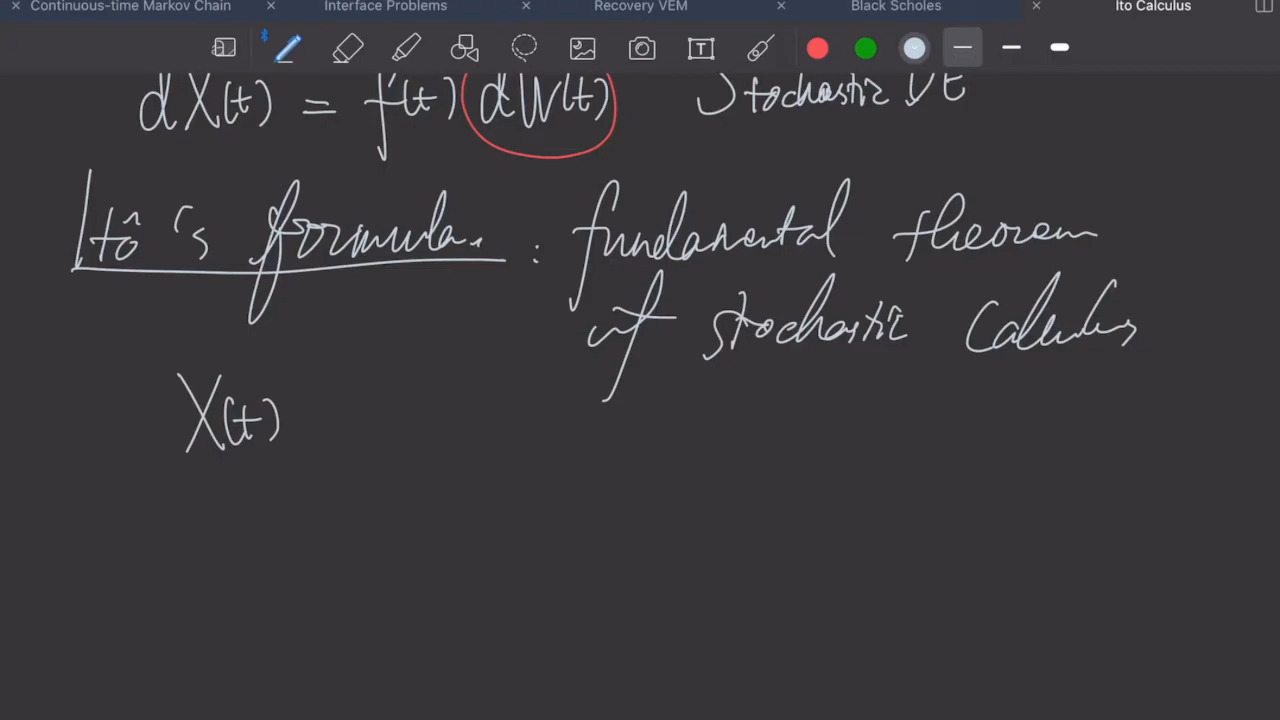 Continuous-time Markov Chain × Interface Problems × Recovery VEM × Black Scholes × Ito Calculus
T
dX(t) = f(t) dW(t) Stochastic DE
Itô's formula. : fundamental theorem
of stochastic Calculus
X(t)